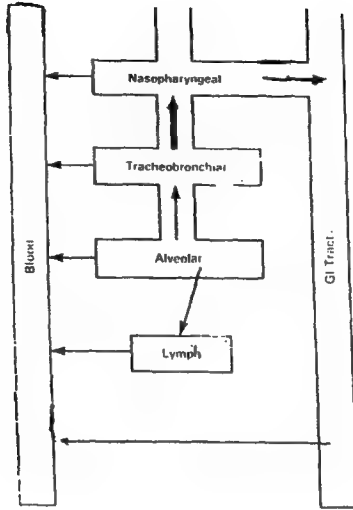 Nasopharyngeal
Tracheobronchial
Alveolar
Lymph
Blood
GI Tract